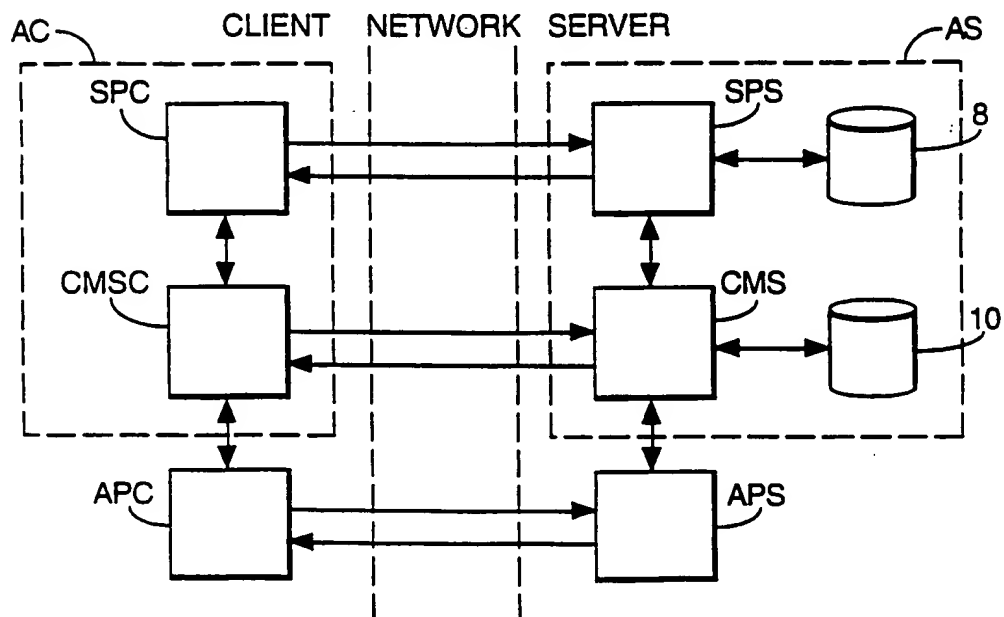 AC CLIENT NETWORK SERVER AS
SPC SPS 8
CMSC CMS 10
APC APS